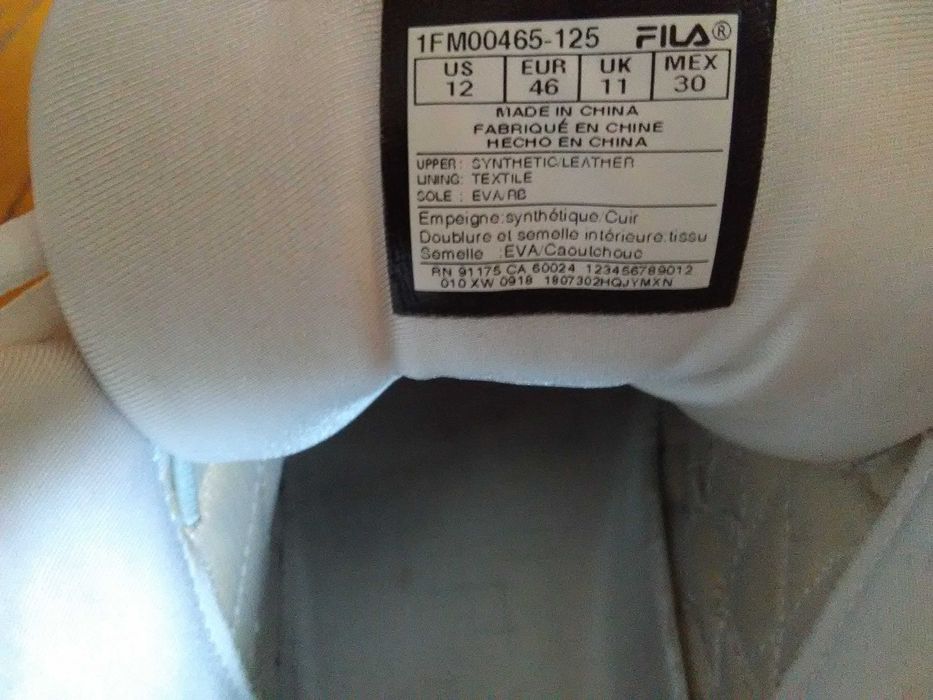 1FM00465-125 FILA®
US EUR UK MEX
12 46 11 30
MADE IN CHINA
FABRIQUÉ EN CHINE
HECHO EN CHINA
UPPER: SYNTHETIC/LEATHER
LINING: TEXTILE
SOLE : EVA/RB
Empeigne:synthétique/Cuir
Doublure et semelle intérieure:tissu
Semelle :EVA/Caoutchouc
RN 91175 CA 60024 123456789012
010 XW 0918 1807302HQJYMXN